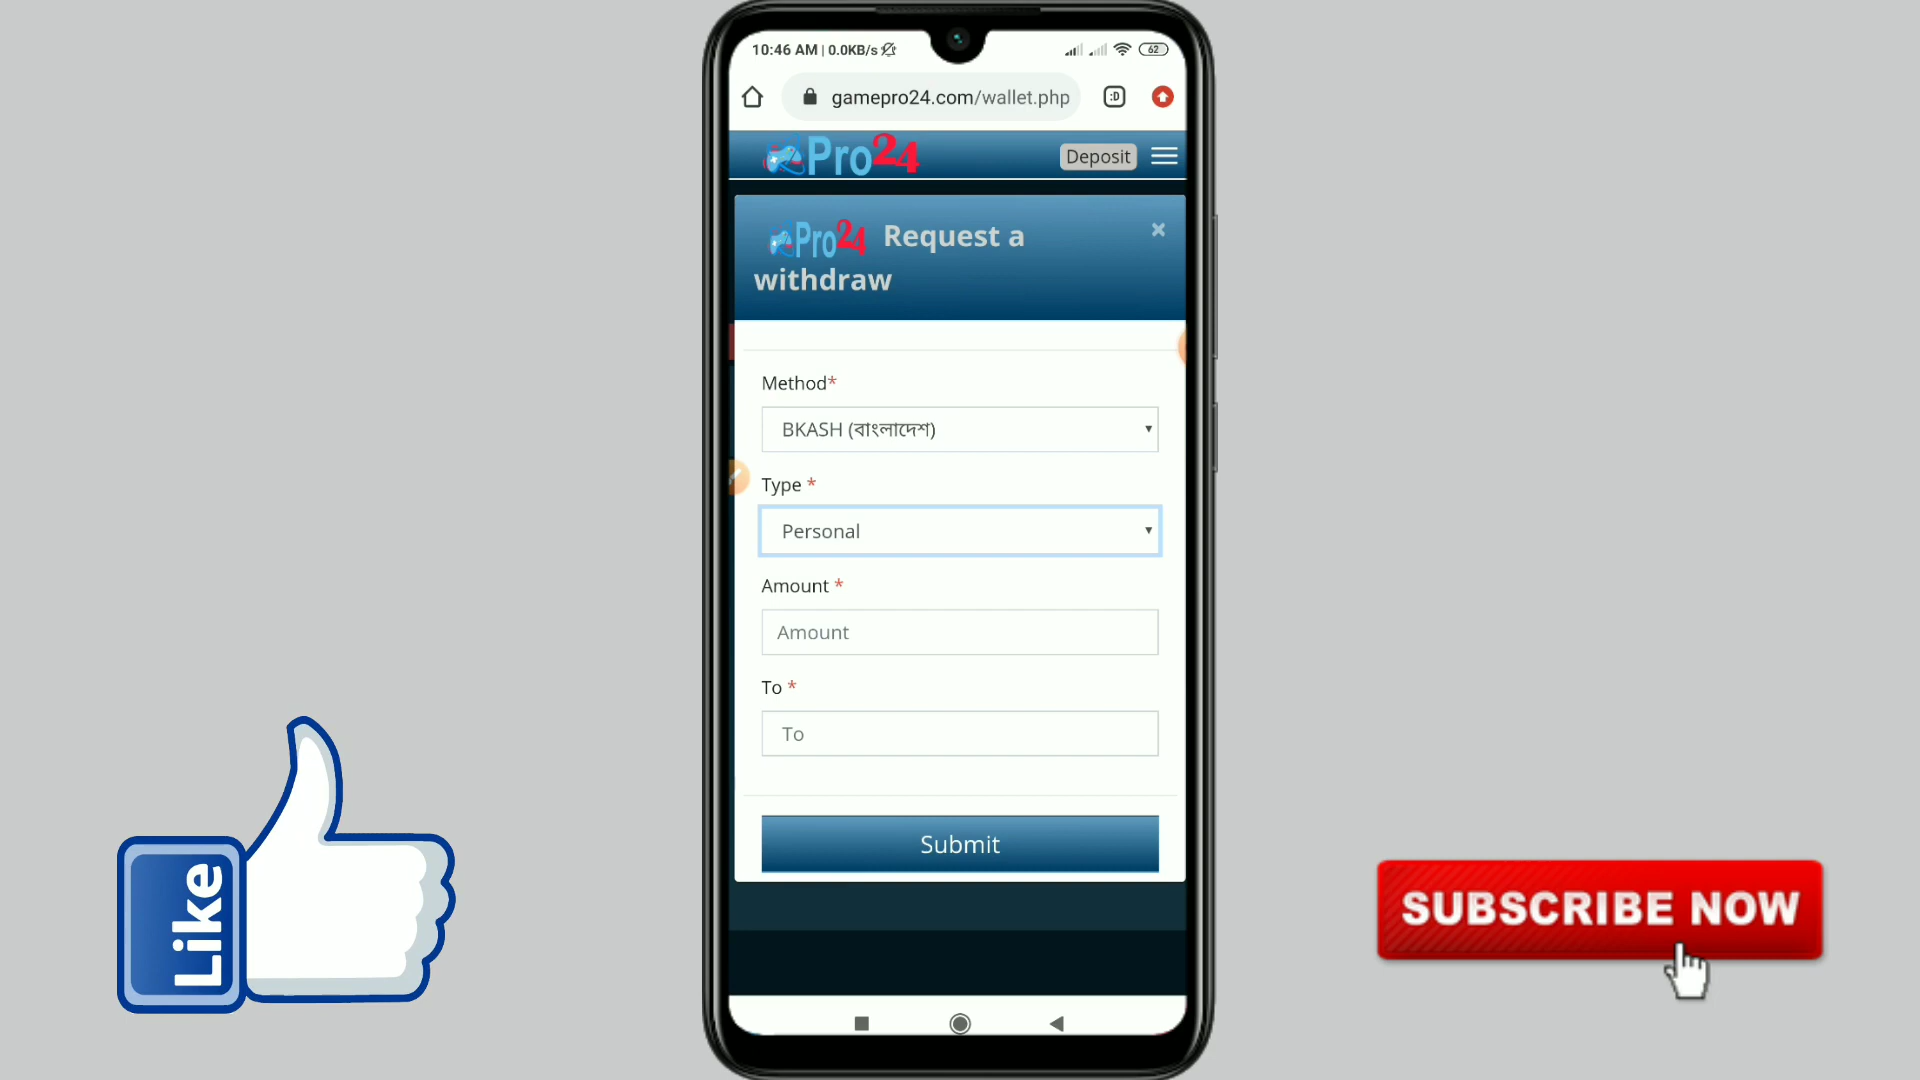 10:46 AM | 0.0KB/s
62
gamepro24.com/wallet.php
:D
Pro24
Deposit
Pro24 Request a
withdraw
×
Method*
BKASH (বাংলাদেশ)
Type *
Personal
Amount *
Amount
To *
To
Submit
Like
SUBSCRIBE NOW